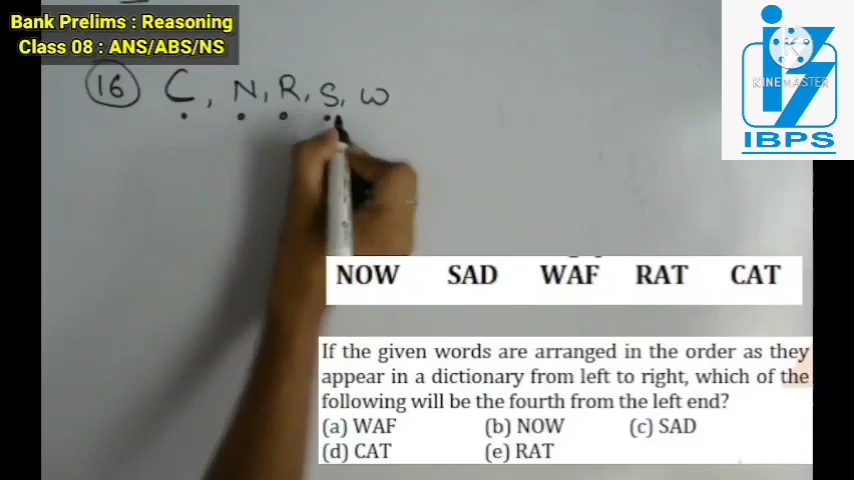 Bank Prelims : Reasoning
Class 08 : ANS/ABS/NS
KINEMASTER
IBPS
16 C, N, R, S, W
NOW SAD WAF RAT CAT
If the given words are arranged in the order as they
appear in a dictionary from left to right, which of the
following will be the fourth from the left end?
(a) WAF (b) NOW (c) SAD
(d) CAT (e) RAT